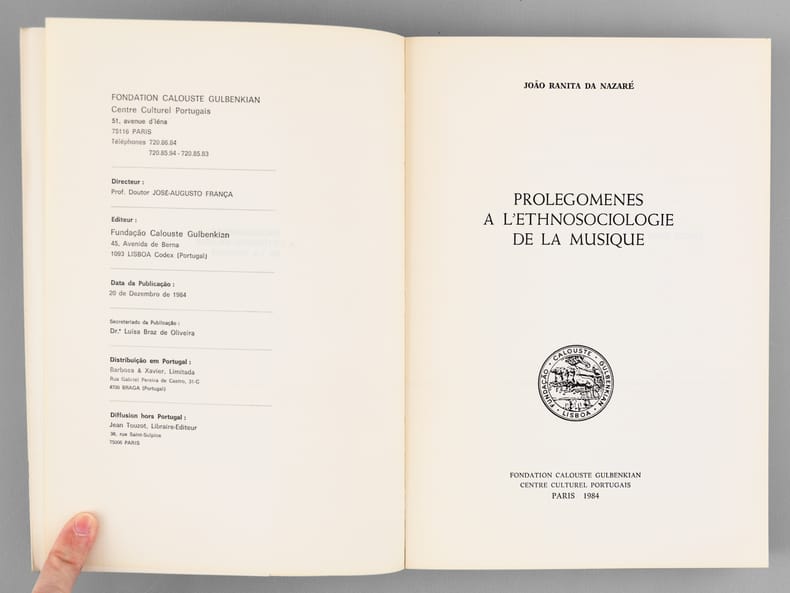 FONDATION CALOUSTE GULBENKIAN
Centre Culturel Portugais
51, avenue d'Iéna
75116 PARIS
Téléphones 720.86.84
720.85.94 - 720.85.83
Directeur :
Prof. Doutor JOSÉ-AUGUSTO FRANÇA
Editeur :
Fundação Calouste Gulbenkian
45, Avenida de Berna
1093 LISBOA Codex (Portugal)
Data da Publicação :
20 de Dezembro de 1984
Secretariado da Publicação :
Dr.ª Luísa Braz de Oliveira
Distribuição em Portugal :
Barbosa & Xavier, Limitada
Rua Gabriel Pereira de Castro, 31-C
4700 BRAGA (Portugal)
Diffusion hors Portugal :
Jean Touzot, Libraire-Editeur
38, rue Saint-Sulpice
75006 PARIS
JOÃO RANITA DA NAZARÉ
PROLEGOMENES
A L'ETHNOSOCIOLOGIE
DE LA MUSIQUE
FUNDAÇÃO · CALOUSTE · GULBENKIAN · LISBOA ·
FONDATION CALOUSTE GULBENKIAN
CENTRE CULTUREL PORTUGAIS
PARIS 1984